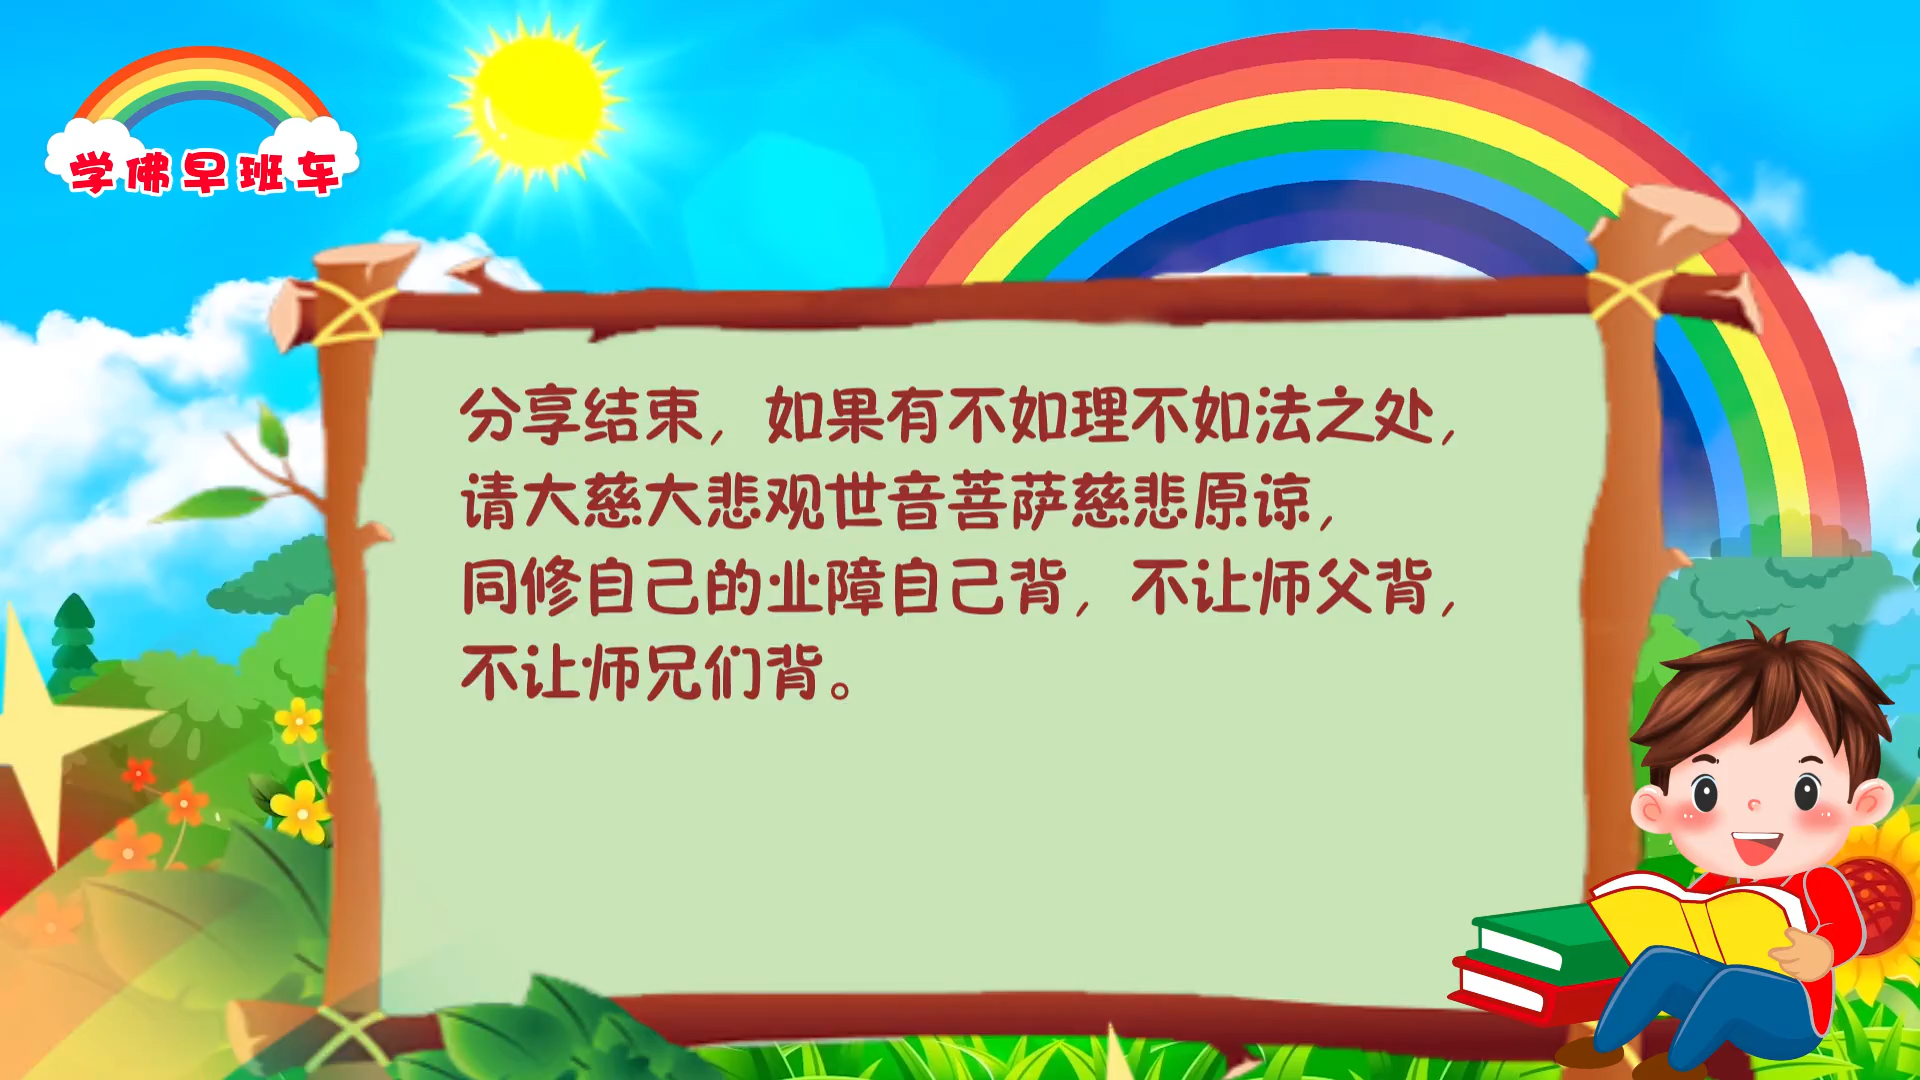 学佛早班车
分享结束，如果有不如理不如法之处，
请大慈大悲观世音菩萨慈悲原谅，
同修自己的业障自己背，不让师父背，
不让师兄们背。